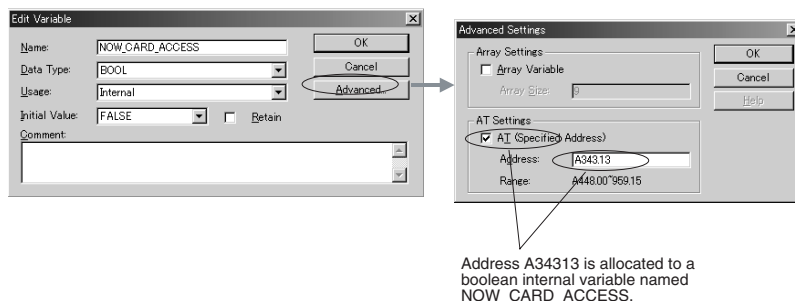 Edit Variable
Name: NOW_CARD_ACCESS
Data Type: BOOL
Usage: Internal
Initial Value: FALSE Retain
Comment:
OK
Cancel
Advanced...
Advanced Settings
Array Settings
Array Variable
Array Size: 9
AT Settings
AT (Specified Address)
Address: A343.13
Range: A448.00~959.15
OK
Cancel
Help
Address A34313 is allocated to a
boolean internal variable named
NOW_CARD_ACCESS.